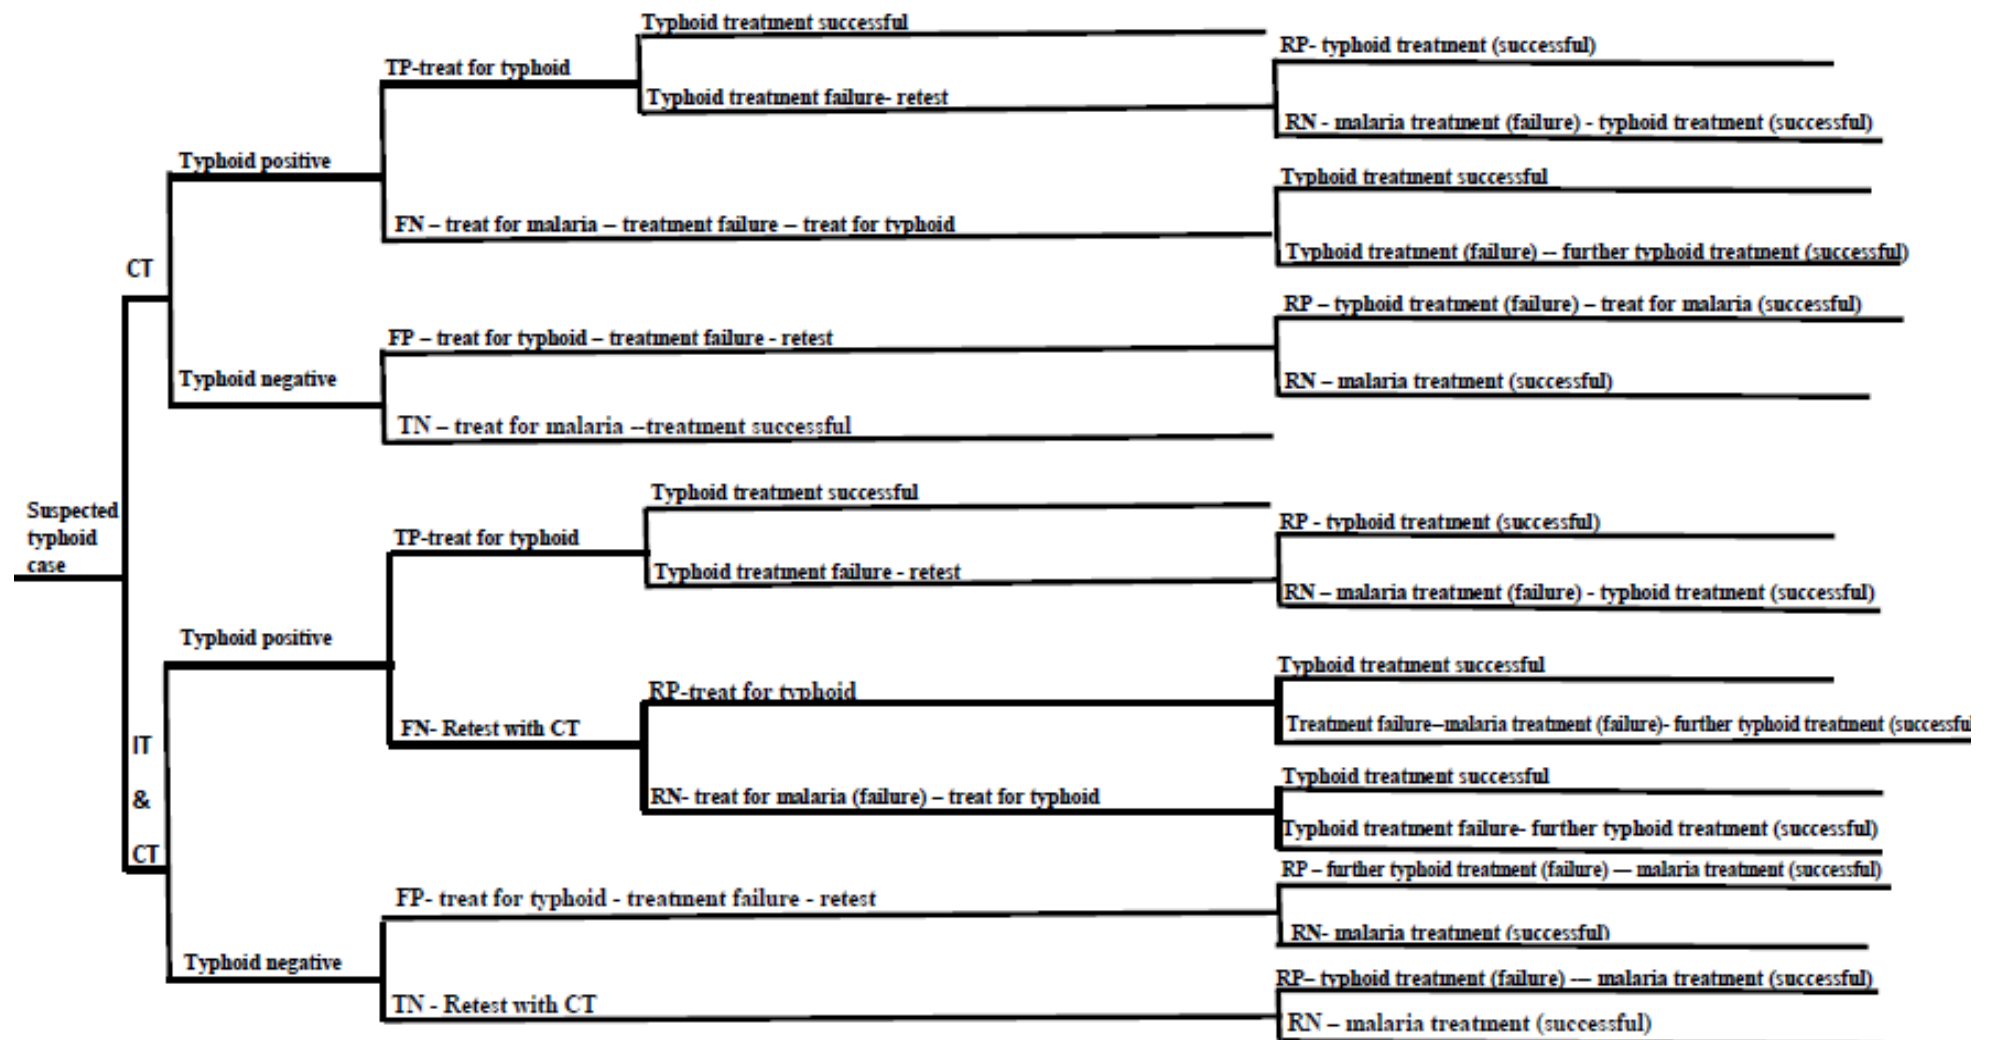 Typhoid treatment successful
RP- typhoid treatment (successful)
TP-treat for typhoid
Typhoid treatment failure- retest
RN - malaria treatment (failure) - typhoid treatment (successful)
Typhoid positive
Typhoid treatment successful
FN – treat for malaria – treatment failure – treat for typhoid
Typhoid treatment (failure) – further typhoid treatment (successful)
CT
RP – typhoid treatment (failure) – treat for malaria (successful)
FP – treat for typhoid – treatment failure - retest
Typhoid negative
RN – malaria treatment (successful)
TN – treat for malaria –treatment successful
Suspected
typhoid
case
Typhoid treatment successful
RP - typhoid treatment (successful)
TP-treat for typhoid
Typhoid treatment failure - retest
RN – malaria treatment (failure) - typhoid treatment (successful)
Typhoid positive
Typhoid treatment successful
RP-treat for typhoid
FN- Retest with CT
Treatment failure–malaria treatment (failure)- further typhoid treatment (successfu
IT
&
CT
Typhoid treatment successful
RN- treat for malaria (failure) – treat for typhoid
Typhoid treatment failure- further typhoid treatment (successful)
RP – further typhoid treatment (failure) — malaria treatment (successful)
FP- treat for typhoid - treatment failure - retest
RN- malaria treatment (successful)
Typhoid negative
RP– typhoid treatment (failure) –- malaria treatment (successful)
TN - Retest with CT
RN – malaria treatment (successful)